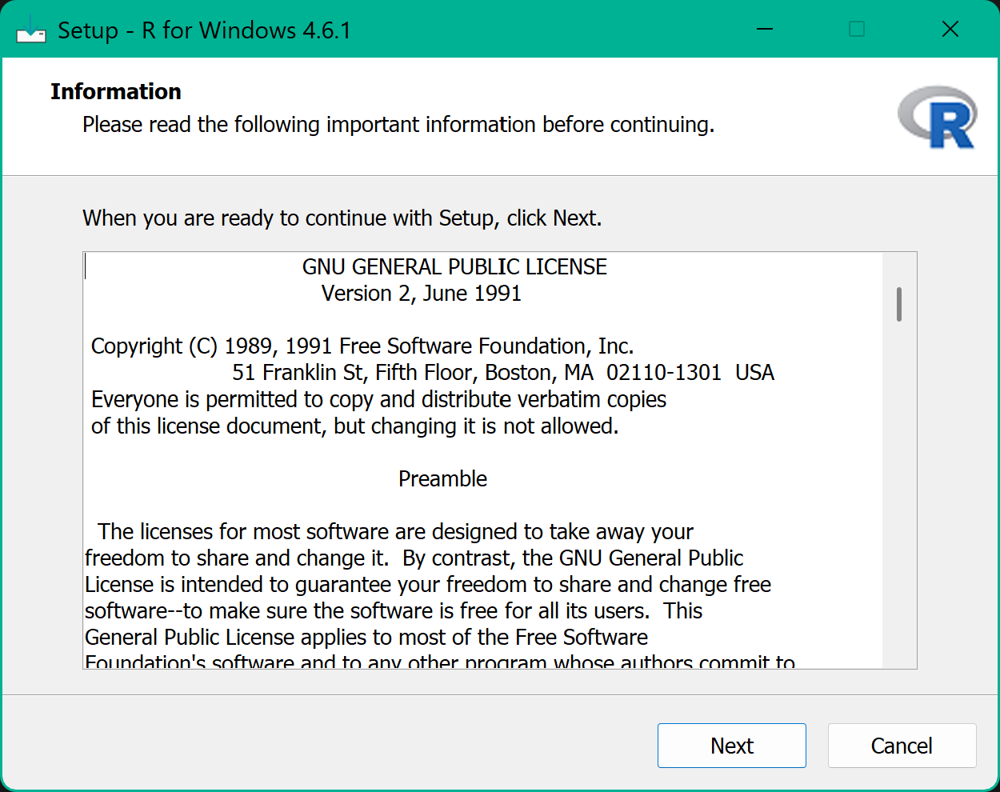 Setup - R for Windows 4.6.1
Information
Please read the following important information before continuing.
R
When you are ready to continue with Setup, click Next.
GNU GENERAL PUBLIC LICENSE
Version 2, June 1991
Copyright (C) 1989, 1991 Free Software Foundation, Inc.
51 Franklin St, Fifth Floor, Boston, MA  02110-1301  USA
Everyone is permitted to copy and distribute verbatim copies
of this license document, but changing it is not allowed.
Preamble
The licenses for most software are designed to take away your
freedom to share and change it.  By contrast, the GNU General Public
License is intended to guarantee your freedom to share and change free
software--to make sure the software is free for all its users.  This
General Public License applies to most of the Free Software
Foundation's software and to any other program whose authors commit to
Next
Cancel